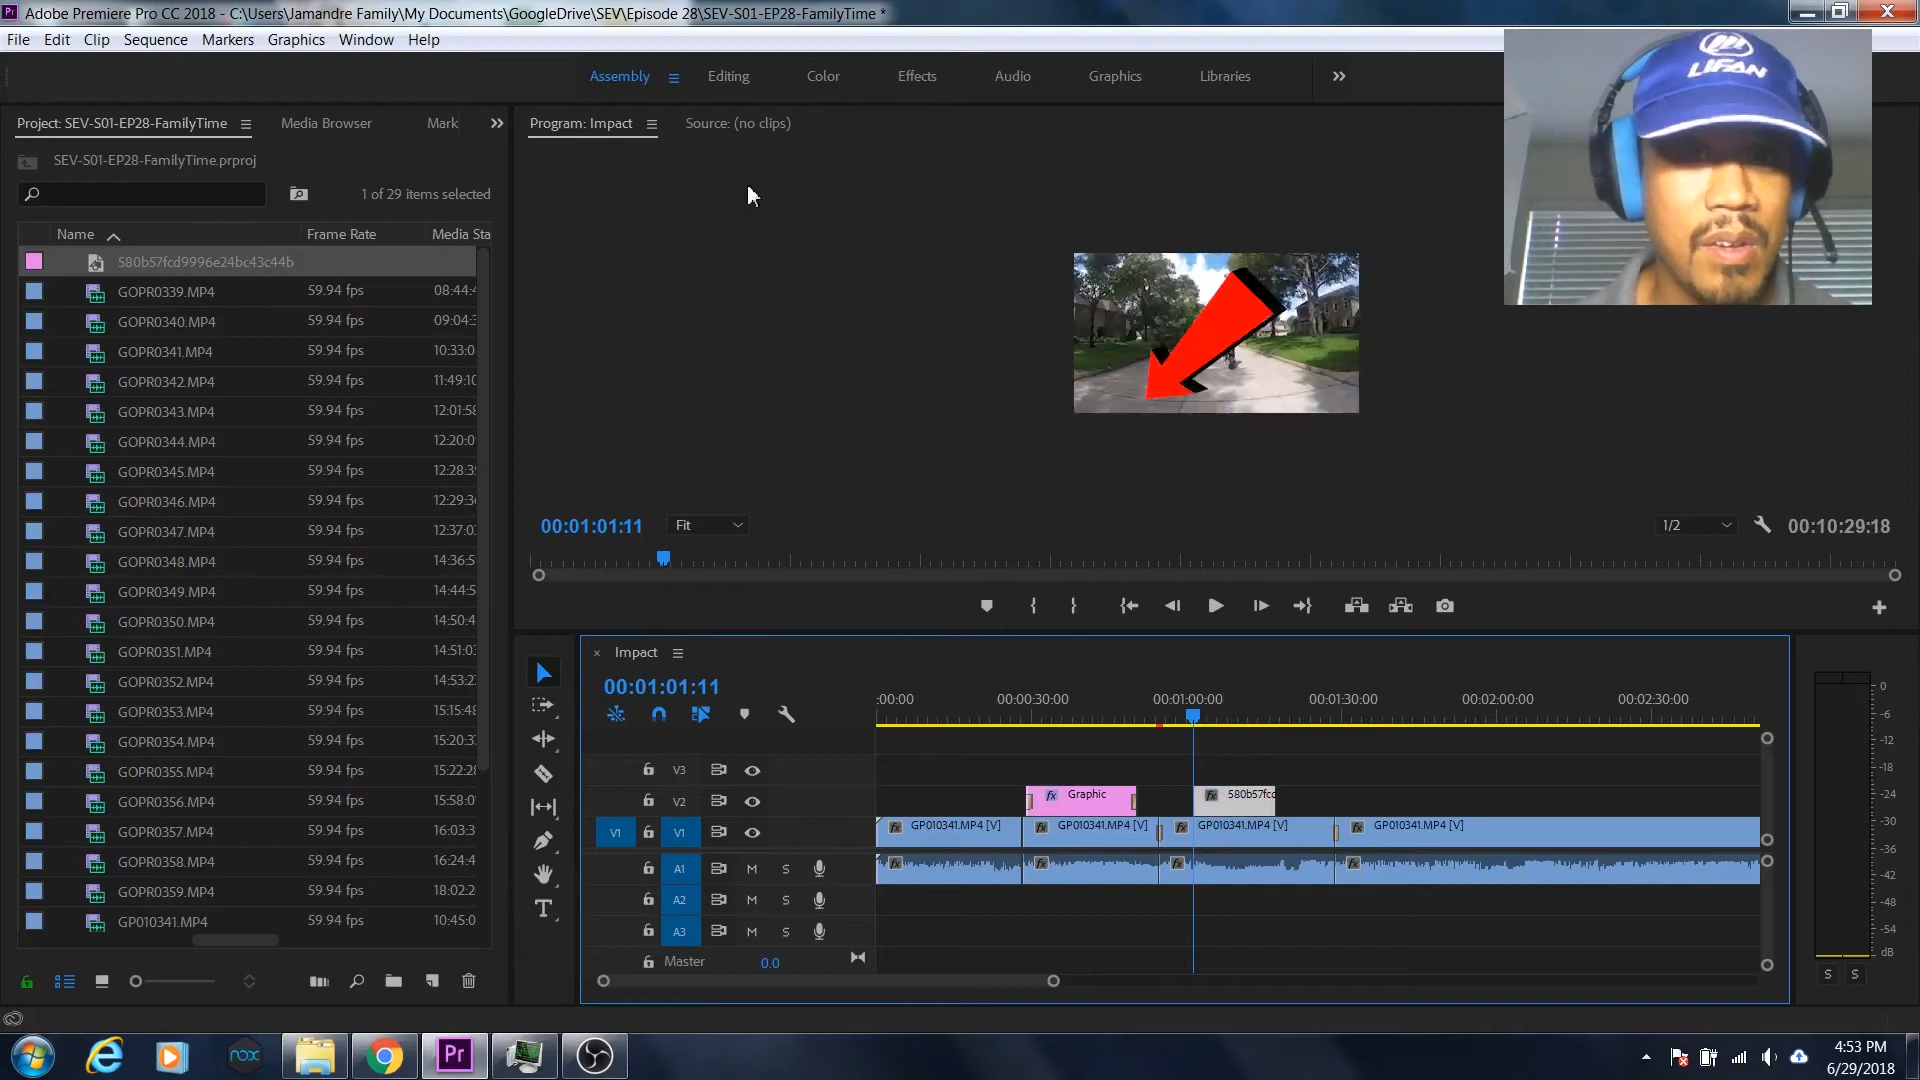 Adobe Premiere Pro CC 2018 - C:\Users\Jamandre Family\My Documents\GoogleDrive\SEV\Episode 28\SEV-S01-EP28-FamilyTime *
File Edit Clip Sequence Markers Graphics Window Help
Assembly Editing Color Effects Audio Graphics Libraries
LIFAN
Project: SEV-S01-EP28-FamilyTime Media Browser Mark
Program: Impact Source: (no clips)
SEV-S01-EP28-FamilyTime.prproj
1 of 29 items selected
Name Frame Rate Media Sta
580b57fcd9996e24bc43c44b
GOPR0339.MP4 59.94 fps 08:44:4
GOPR0340.MP4 59.94 fps 09:04:3
GOPR0341.MP4 59.94 fps 10:33:0
GOPR0342.MP4 59.94 fps 11:49:10
GOPR0343.MP4 59.94 fps 12:01:58
GOPR0344.MP4 59.94 fps 12:20:0
GOPR0345.MP4 59.94 fps 12:28:3
GOPR0346.MP4 59.94 fps 12:29:3
GOPR0347.MP4 59.94 fps 12:37:0
GOPR0348.MP4 59.94 fps 14:36:5
GOPR0349.MP4 59.94 fps 14:44:5
GOPR0350.MP4 59.94 fps 14:50:4
GOPR0351.MP4 59.94 fps 14:51:0
GOPR0352.MP4 59.94 fps 14:53:2
GOPR0353.MP4 59.94 fps 15:15:48
GOPR0354.MP4 59.94 fps 15:20:3
GOPR0355.MP4 59.94 fps 15:22:28
GOPR0356.MP4 59.94 fps 15:58:0
GOPR0357.MP4 59.94 fps 16:03:3
GOPR0358.MP4 59.94 fps 16:24:4
GOPR0359.MP4 59.94 fps 18:02:2
GP010341.MP4 59.94 fps 10:45:0
00:01:01:11 Fit 1/2 00:10:29:18
Impact
00:01:01:11
:00:00 00:00:30:00 00:01:00:00 00:01:30:00 00:02:00:00 00:02:30:00
V3
V2 fx Graphic fx 580b57fcd
V1 V1 fx GP010341.MP4 [V] fx GP010341.MP4 [V] fx GP010341.MP4 [V] fx GP010341.MP4 [V]
A1 M S fx fx fx fx
A2 M S
A3 M S
Master 0.0
0
-6
-12
-18
-24
-30
-36
-42
-48
-54
dB
S S
nox
Pr
4:53 PM
6/29/2018